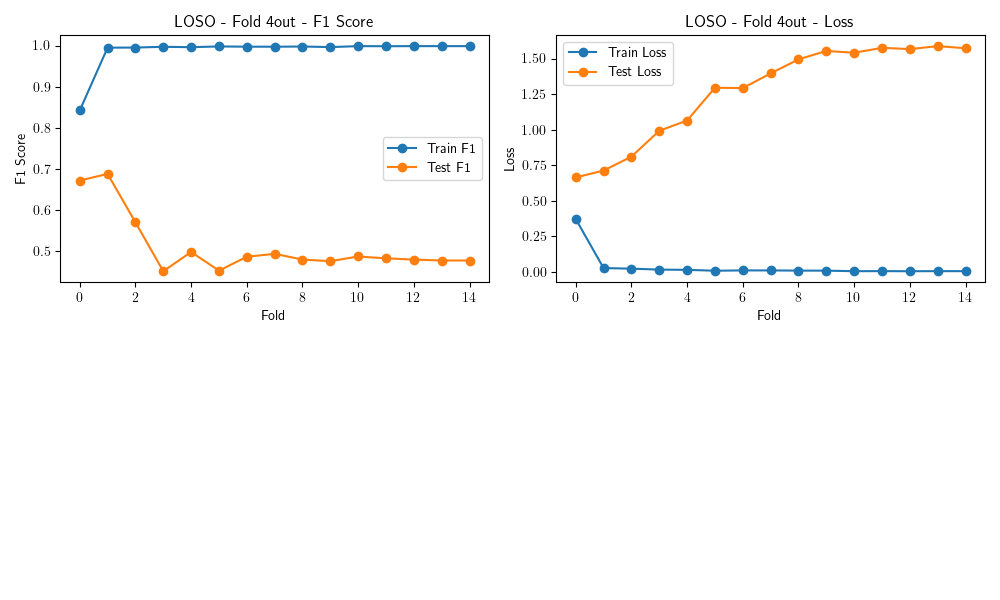 LOSO - Fold 4out - F1 Score
1.0
0.9
0.8
0.7
0.6
0.5
F1 Score
Train F1
Test F1
0 2 4 6 8 10 12 14
Fold
LOSO - Fold 4out - Loss
Train Loss
Test Loss
1.50
1.25
1.00
0.75
0.50
0.25
0.00
Loss
0 2 4 6 8 10 12 14
Fold